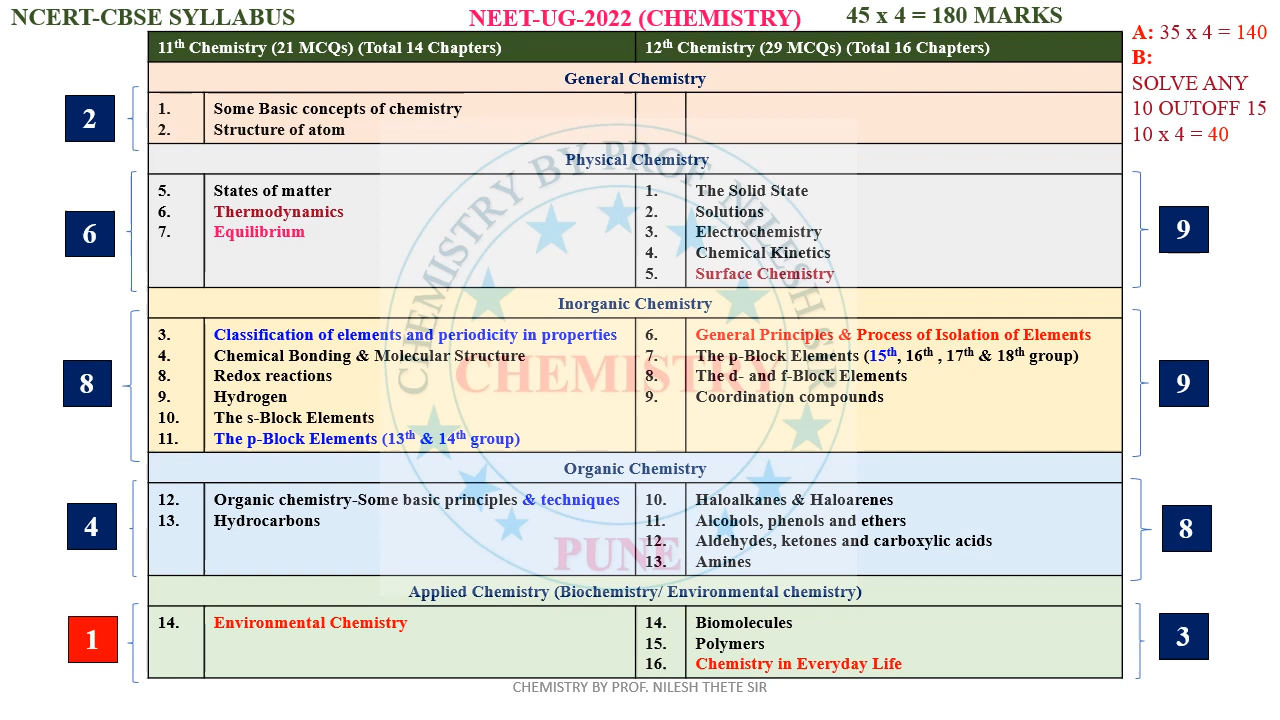 NCERT-CBSE SYLLABUS NEET-UG-2022 (CHEMISTRY) 45 x 4 = 180 MARKS
A: 35 x 4 = 140
B:
SOLVE ANY
10 OUTOFF 15
10 x 4 = 40
11th Chemistry (21 MCQs) (Total 14 Chapters) 12th Chemistry (29 MCQs) (Total 16 Chapters)
General Chemistry
2
1. Some Basic concepts of chemistry
2. Structure of atom
Physical Chemistry
6
5. States of matter
6. Thermodynamics
7. Equilibrium
1. The Solid State
2. Solutions
3. Electrochemistry
4. Chemical Kinetics
5. Surface Chemistry
9
Inorganic Chemistry
8
3. Classification of elements and periodicity in properties
4. Chemical Bonding & Molecular Structure
8. Redox reactions
9. Hydrogen
10. The s-Block Elements
11. The p-Block Elements (13th & 14th group)
6. General Principles & Process of Isolation of Elements
7. The p-Block Elements (15th, 16th , 17th & 18th group)
8. The d- and f-Block Elements
9. Coordination compounds
9
Organic Chemistry
4
12. Organic chemistry-Some basic principles & techniques
13. Hydrocarbons
10. Haloalkanes & Haloarenes
11. Alcohols, phenols and ethers
12. Aldehydes, ketones and carboxylic acids
13. Amines
8
Applied Chemistry (Biochemistry/ Environmental chemistry)
1
14. Environmental Chemistry
14. Biomolecules
15. Polymers
16. Chemistry in Everyday Life
3
CHEMISTRY BY PROF. NILESH THETE SIR
CHEMISTRY BY PROF. NILESH SIR
CHEMISTRY
PUNE